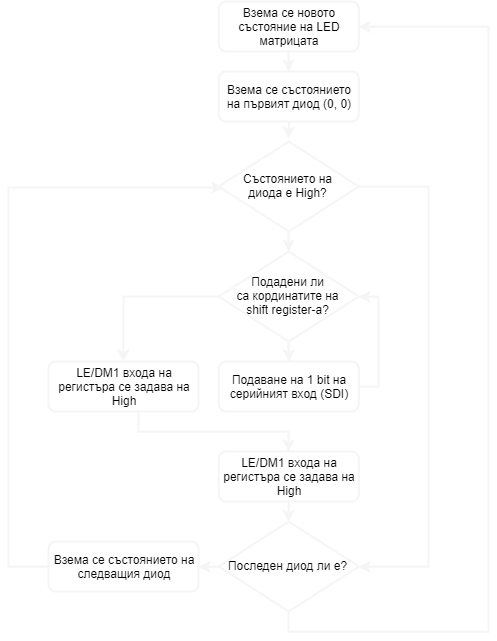 Взема се новото
състояние на LED
матрицата
Взема се състоянието
на първият диод (0, 0)
Състоянието на
диода е High?
Подадени ли
са кординатите на
shift register-а?
LE/DM1 входа на
регистъра се задава на
High
Подаване на 1 bit на
серийният вход (SDI)
LE/DM1 входа на
регистъра се задава на
High
Взема се състоянието на
следващия диод
Последен диод ли е?